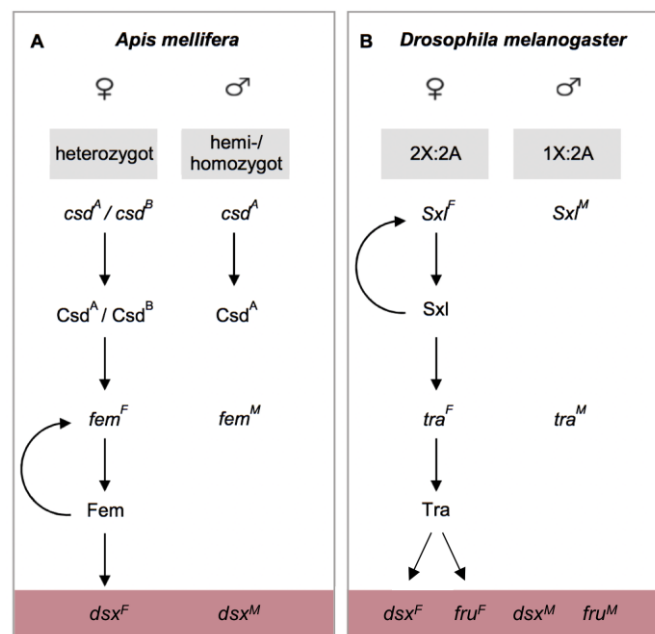 A Apis mellifera
♀ ♂
heterozygot hemi-/
homozygot
csd^A / csd^B csd^A
Csd^A / Csd^B Csd^A
fem^F fem^M
Fem
dsx^F dsx^M
B Drosophila melanogaster
♀ ♂
2X:2A 1X:2A
Sxl^F Sxl^M
Sxl
tra^F tra^M
Tra
dsx^F fru^F dsx^M fru^M